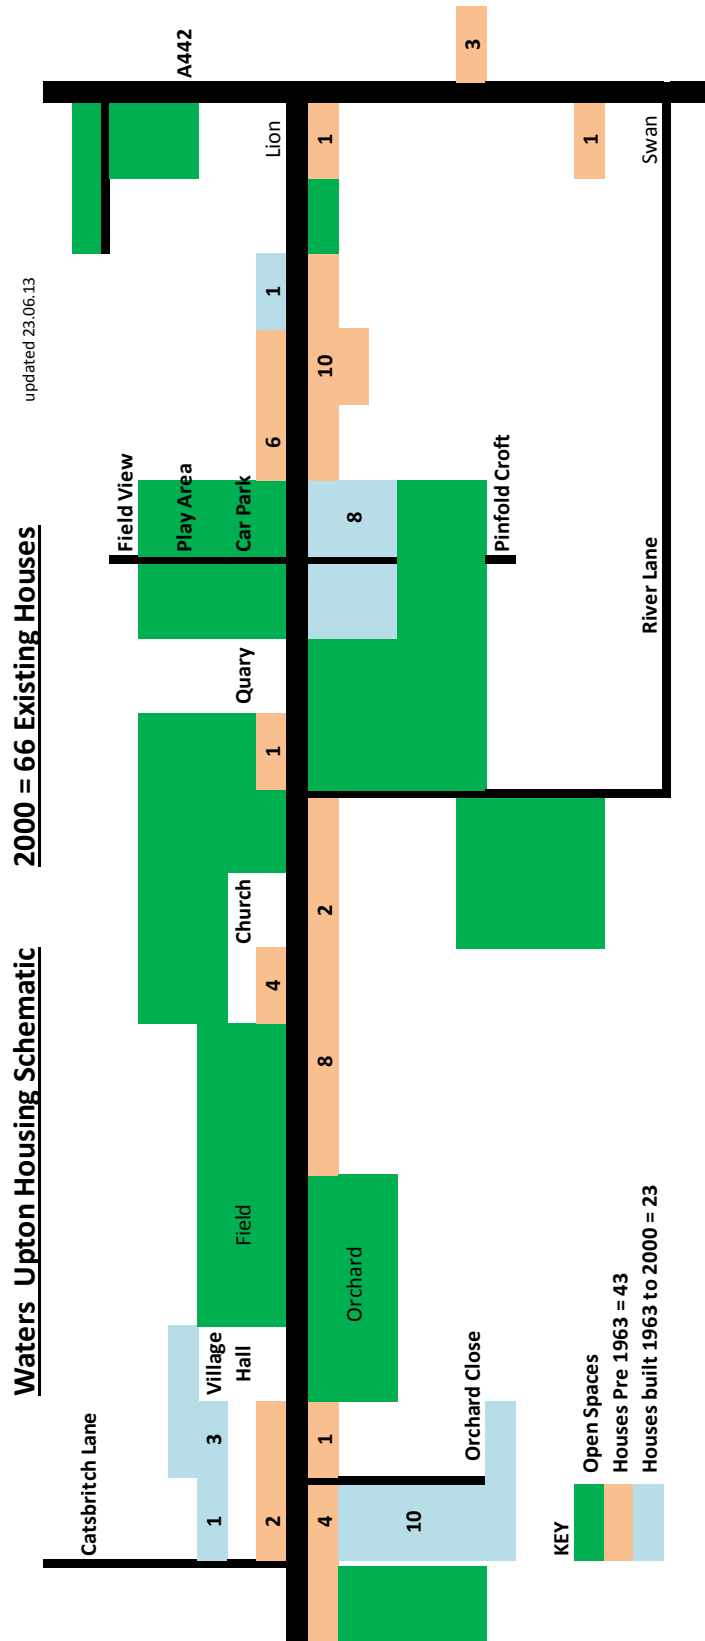 Waters Upton Housing Schematic
2000 = 66 Existing Houses
updated 23.06.13
Catsbritch Lane
Field View
A442
Play Area
1
3
Village
Hall
Field
Church
Quary
Car Park
Lion
2
4
1
6
1
4
1
8
2
10
1
Orchard
8
10
Orchard Close
Pinfold Croft
3
1
River Lane
Swan
KEY
Open Spaces
Houses Pre 1963 = 43
Houses built 1963 to 2000 = 23